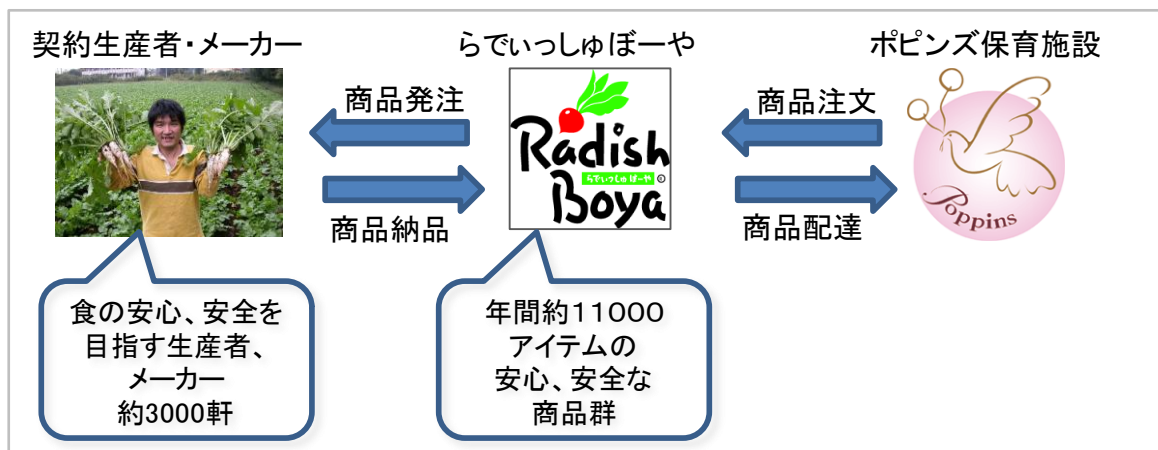 契約生産者・メーカー
らでぃっしゅぼーや
ポピンズ保育施設
商品発注
商品注文
Radish
らでぃっしゅぼーや ®
Boya
Poppins
商品納品
商品配達
食の安心、安全を
目指す生産者、
メーカー
約3000軒
年間約11000
アイテムの
安心、安全な
商品群